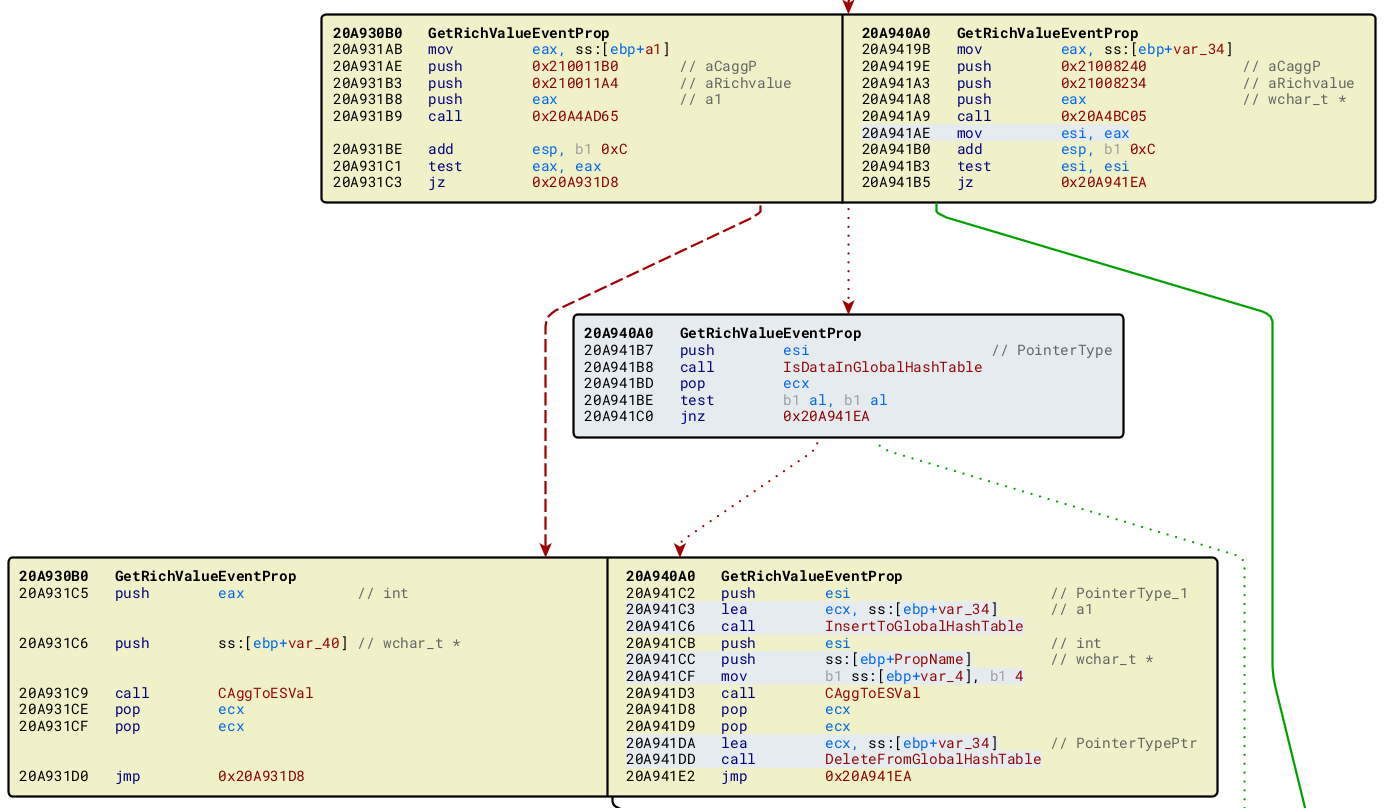 20A930B0 GetRichValueEventProp
20A931AB mov eax, ss:[ebp+a1]
20A931AE push 0x210011B0 // aCaggP
20A931B3 push 0x210011A4 // aRichvalue
20A931B8 push eax // a1
20A931B9 call 0x20A4AD65
20A931BE add esp, b1 0xC
20A931C1 test eax, eax
20A931C3 jz 0x20A931D8
20A940A0 GetRichValueEventProp
20A9419B mov eax, ss:[ebp+var_34]
20A9419E push 0x21008240 // aCaggP
20A941A3 push 0x21008234 // aRichvalue
20A941A8 push eax // wchar_t *
20A941A9 call 0x20A4BC05
20A941AE mov esi, eax
20A941B0 add esp, b1 0xC
20A941B3 test esi, esi
20A941B5 jz 0x20A941EA
20A940A0 GetRichValueEventProp
20A941B7 push esi // PointerType
20A941B8 call IsDataInGlobalHashTable
20A941BD pop ecx
20A941BE test b1 al, b1 al
20A941C0 jnz 0x20A941EA
20A930B0 GetRichValueEventProp
20A931C5 push eax // int
20A931C6 push ss:[ebp+var_40] // wchar_t *
20A931C9 call CAggToESVal
20A931CE pop ecx
20A931CF pop ecx
20A931D0 jmp 0x20A931D8
20A940A0 GetRichValueEventProp
20A941C2 push esi // PointerType_1
20A941C3 lea ecx, ss:[ebp+var_34] // a1
20A941C6 call InsertToGlobalHashTable
20A941CB push esi // int
20A941CC push ss:[ebp+PropName] // wchar_t *
20A941CF mov b1 ss:[ebp+var_4], b1 4
20A941D3 call CAggToESVal
20A941D8 pop ecx
20A941D9 pop ecx
20A941DA lea ecx, ss:[ebp+var_34] // PointerTypePtr
20A941DD call DeleteFromGlobalHashTable
20A941E2 jmp 0x20A941EA